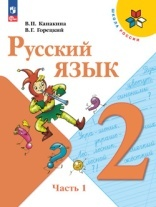 В.П. Канакина
В.Г. Горецкий
Русский
язык
2
Часть 1